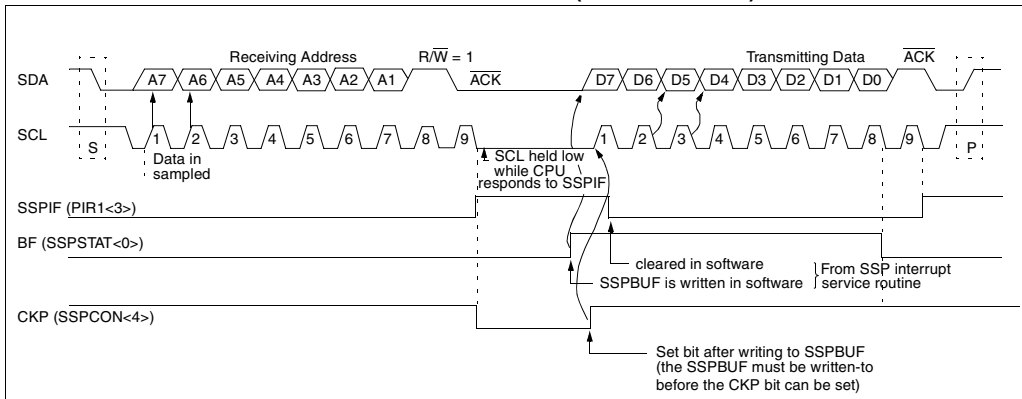 Receiving Address
R/W = 1
Transmitting Data
ACK
SDA
A7 A6 A5 A4 A3 A2 A1
ACK
D7 D6 D5 D4 D3 D2 D1 D0
SCL
S
1 2 3 4 5 6 7 8 9
1 2 3 4 5 6 7 8 9
P
Data in
sampled
SCL held low
while CPU
responds to SSPIF
SSPIF (PIR1<3>)
BF (SSPSTAT<0>)
cleared in software
SSPBUF is written in software
From SSP interrupt
service routine
CKP (SSPCON<4>)
Set bit after writing to SSPBUF
(the SSPBUF must be written-to
before the CKP bit can be set)